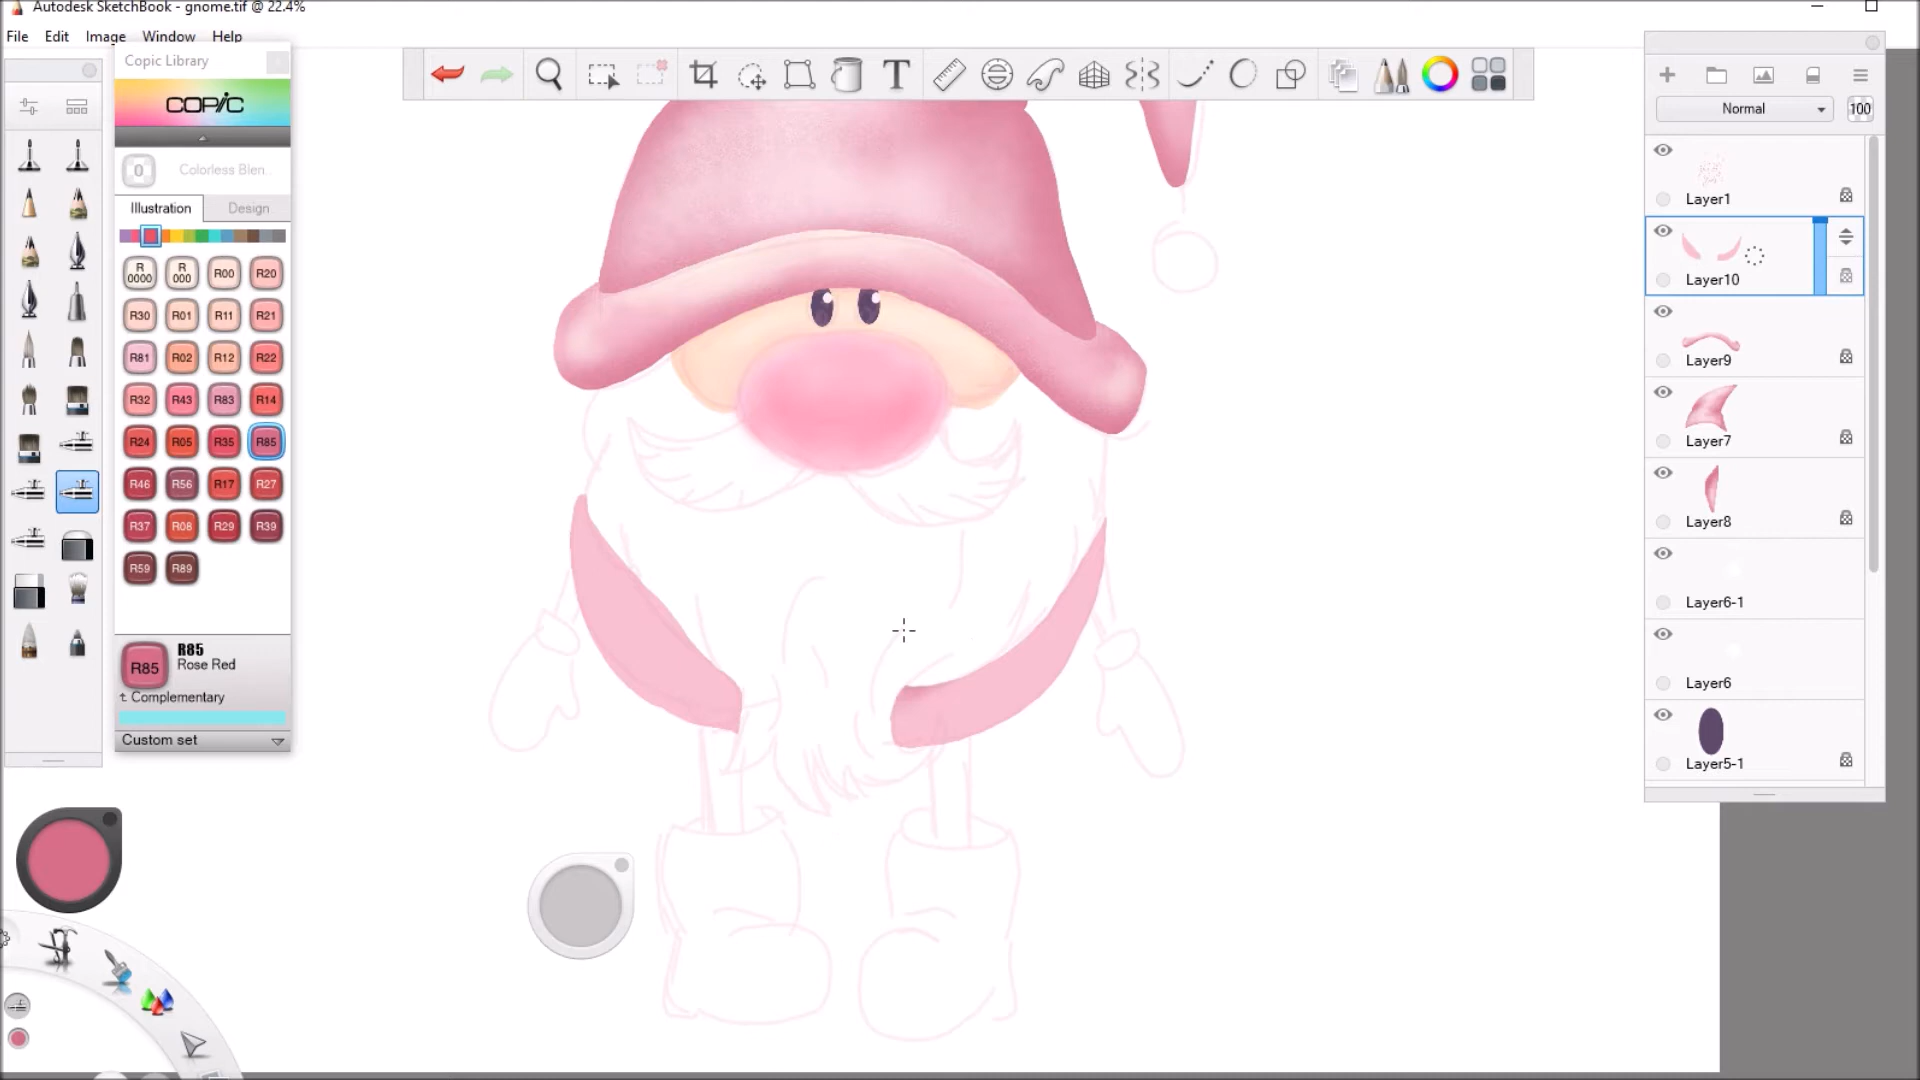 Autodesk SketchBook - gnome.tif @ 22.4%
File Edit Image Window Help
Copic Library
COPIC
0 Colorless Blen..
Illustration Design
R0000 R000 R00 R20
R30 R01 R11 R21
R81 R02 R12 R22
R32 R43 R83 R14
R24 R05 R35 R85
R46 R56 R17 R27
R37 R08 R29 R39
R59 R89
R85
R85
Rose Red
Complementary
Custom set
T
Normal 100
Layer1
Layer10
Layer9
Layer7
Layer8
Layer6-1
Layer6
Layer5-1